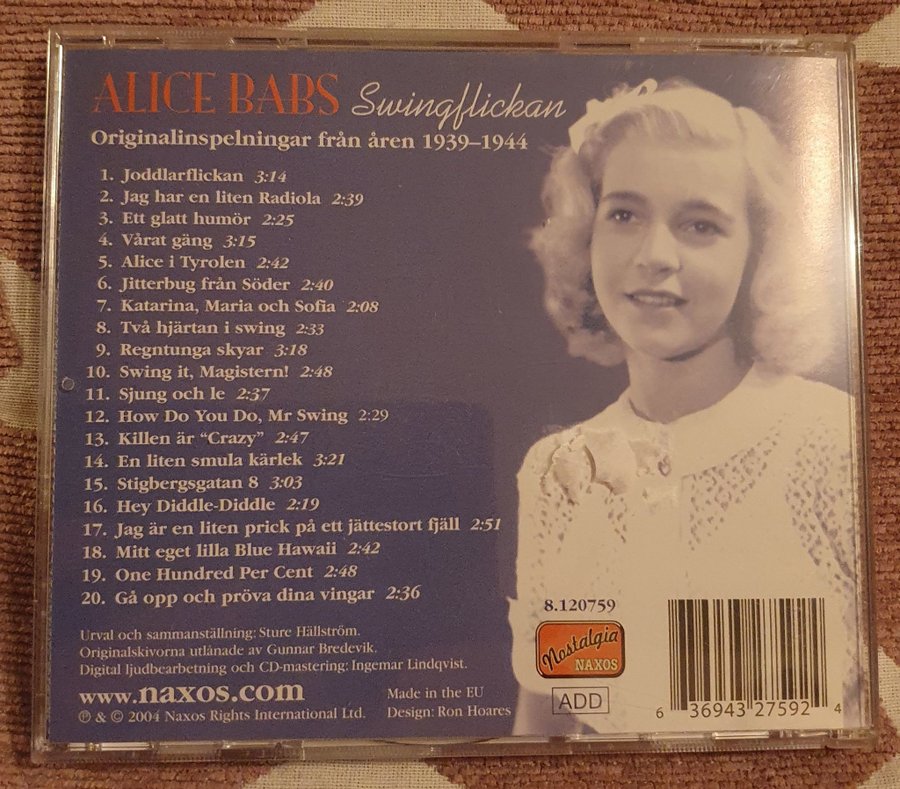 ALICE BABS Swingflickan
Originalinspelningar från åren 1939–1944
1. Joddlarflickan 3:14
2. Jag har en liten Radiola 2:39
3. Ett glatt humör 2:25
4. Vårat gäng 3:15
5. Alice i Tyrolen 2:42
6. Jitterbug från Söder 2:40
7. Katarina, Maria och Sofia 2:08
8. Två hjärtan i swing 2:33
9. Regntunga skyar 3:18
10. Swing it, Magistern! 2:48
11. Sjung och le 2:37
12. How Do You Do, Mr Swing 2:29
13. Killen är “Crazy” 2:47
14. En liten smula kärlek 3:21
15. Stigbergsgatan 8 3:03
16. Hey Diddle-Diddle 2:19
17. Jag är en liten prick på ett jättestort fjäll 2:51
18. Mitt eget lilla Blue Hawaii 2:42
19. One Hundred Per Cent 2:48
20. Gå opp och pröva dina vingar 2:36
Urval och sammanställning: Sture Hällström.
Originalskivorna utlånade av Gunnar Bredevik.
Digital ljudbearbetning och CD-mastering: Ingemar Lindqvist.
www.naxos.com
℗ & © 2004 Naxos Rights International Ltd.
Made in the EU
Design: Ron Hoares
8.120759
Nostalgia
NAXOS
ADD
6 36943 27592 4